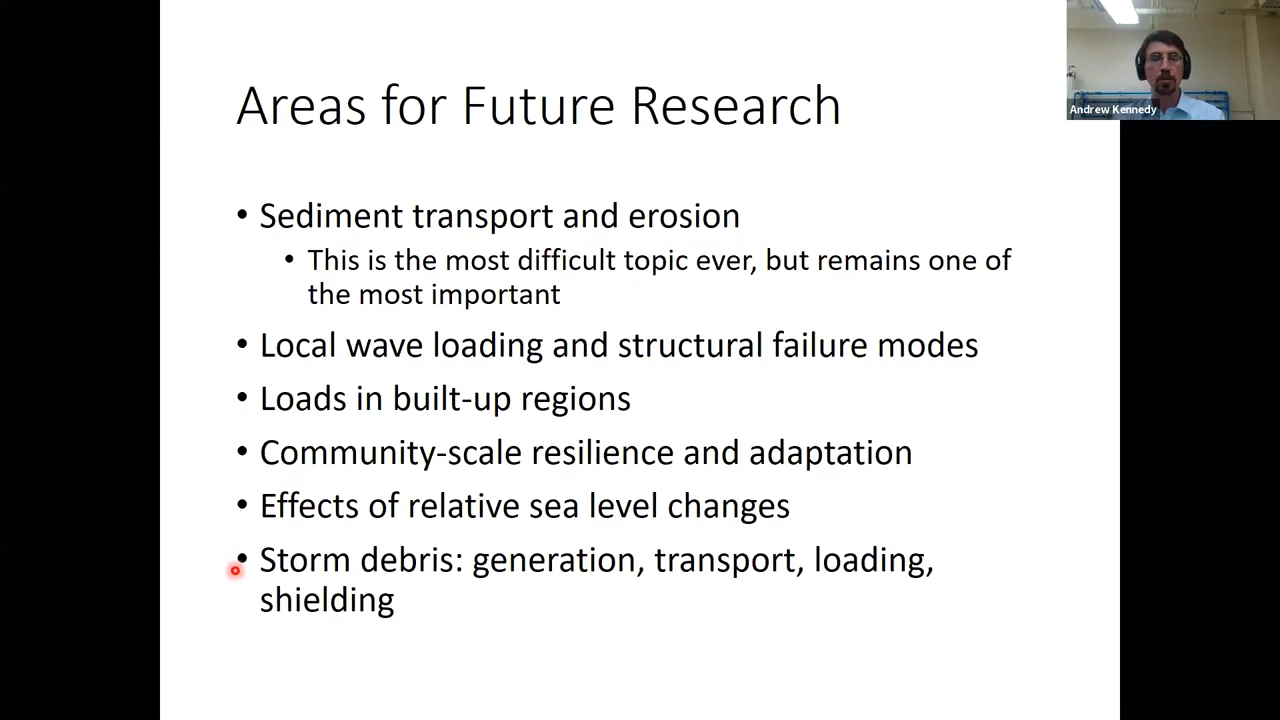 Areas for Future Research
Andrew Kennedy
• Sediment transport and erosion
• This is the most difficult topic ever, but remains one of
the most important
• Local wave loading and structural failure modes
• Loads in built-up regions
• Community-scale resilience and adaptation
• Effects of relative sea level changes
• Storm debris: generation, transport, loading,
shielding